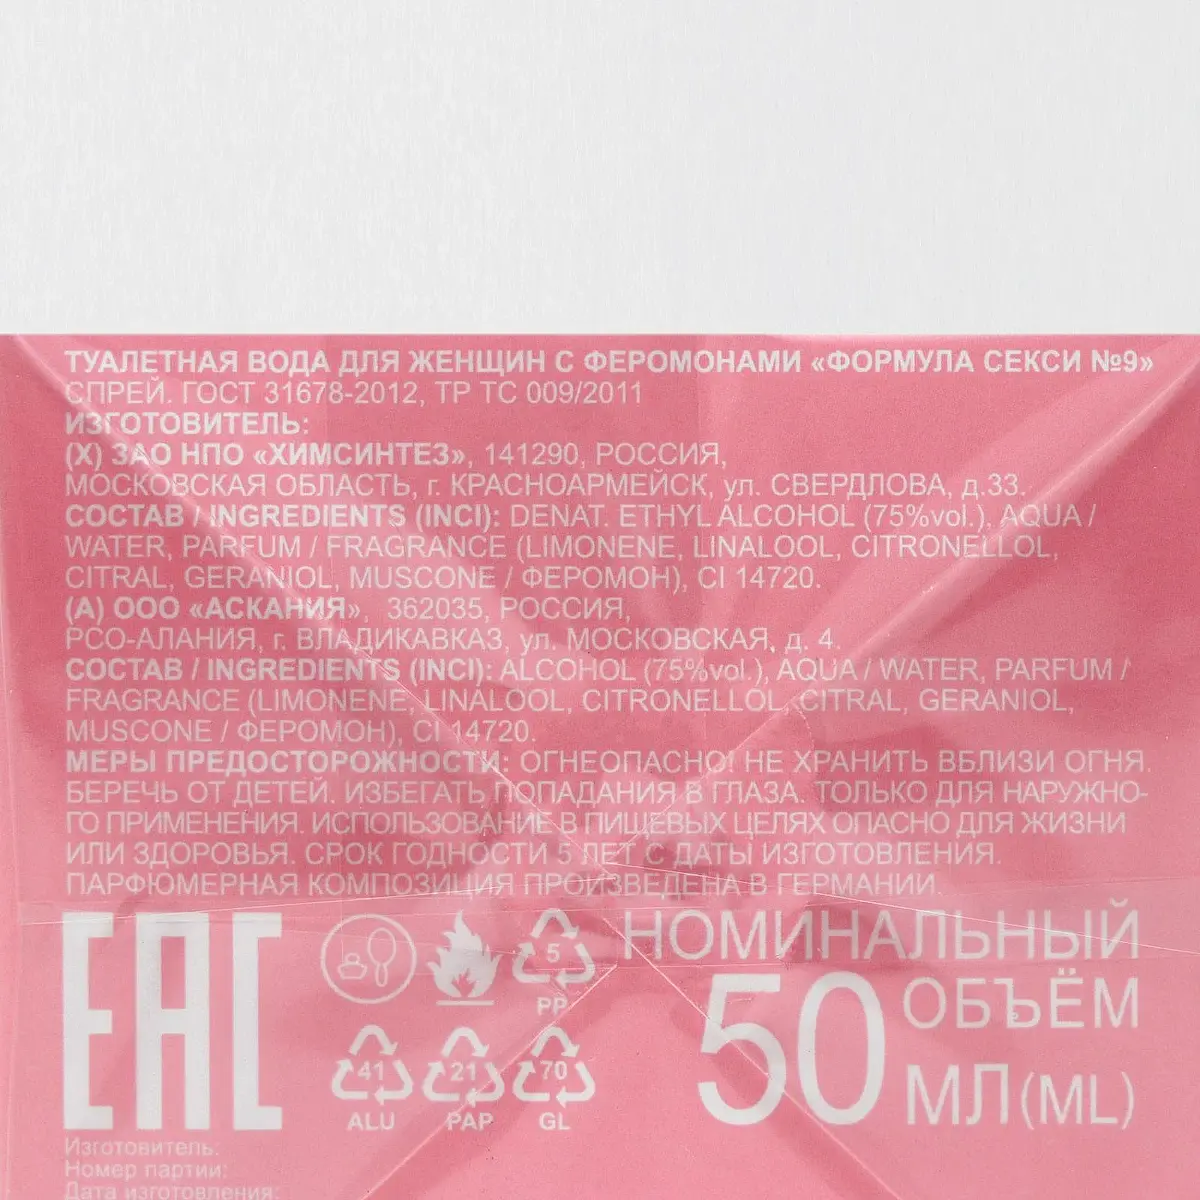 ТУАЛЕТНАЯ ВОДА ДЛЯ ЖЕНЩИН С ФЕРОМОНАМИ «ФОРМУЛА СЕКСИ №9»
СПРЕЙ. ГОСТ 31678-2012, ТР ТС 009/2011
ИЗГОТОВИТЕЛЬ:
(Х) ЗАО НПО «ХИМСИНТЕЗ», 141290, РОССИЯ,
МОСКОВСКАЯ ОБЛАСТЬ, г. КРАСНОАРМЕЙСК, ул. СВЕРДЛОВА, д.33.
СОСТАВ / INGREDIENTS (INCI): DENAT. ETHYL ALCOHOL (75%vol.), AQUA /
WATER, PARFUM / FRAGRANCE (LIMONENE, LINALOOL, CITRONELLOL,
CITRAL, GERANIOL, MUSCONE / ФЕРОМОН), CI 14720.
(А) ООО «АСКАНИЯ», 362035, РОССИЯ,
РСО-АЛАНИЯ, г. ВЛАДИКАВКАЗ, ул. МОСКОВСКАЯ, д. 4.
СОСТАВ / INGREDIENTS (INCI): ALCOHOL (75%vol.), AQUA / WATER, PARFUM /
FRAGRANCE (LIMONENE, LINALOOL, CITRONELLOL, CITRAL, GERANIOL,
MUSCONE / ФЕРОМОН), CI 14720.
МЕРЫ ПРЕДОСТОРОЖНОСТИ: ОГНЕОПАСНО! НЕ ХРАНИТЬ ВБЛИЗИ ОГНЯ.
БЕРЕЧЬ ОТ ДЕТЕЙ. ИЗБЕГАТЬ ПОПАДАНИЯ В ГЛАЗА. ТОЛЬКО ДЛЯ НАРУЖНО-
ГО ПРИМЕНЕНИЯ. ИСПОЛЬЗОВАНИЕ В ПИЩЕВЫХ ЦЕЛЯХ ОПАСНО ДЛЯ ЖИЗНИ
ИЛИ ЗДОРОВЬЯ. СРОК ГОДНОСТИ 5 ЛЕТ С ДАТЫ ИЗГОТОВЛЕНИЯ.
ПАРФЮМЕРНАЯ КОМПОЗИЦИЯ ПРОИЗВЕДЕНА В ГЕРМАНИИ.
EAC
5
PP
41
ALU
21
PAP
70
GL
НОМИНАЛЬНЫЙ
ОБЪЁМ
50
МЛ(ML)
Изготовитель:
Номер партии:
Дата изготовления: